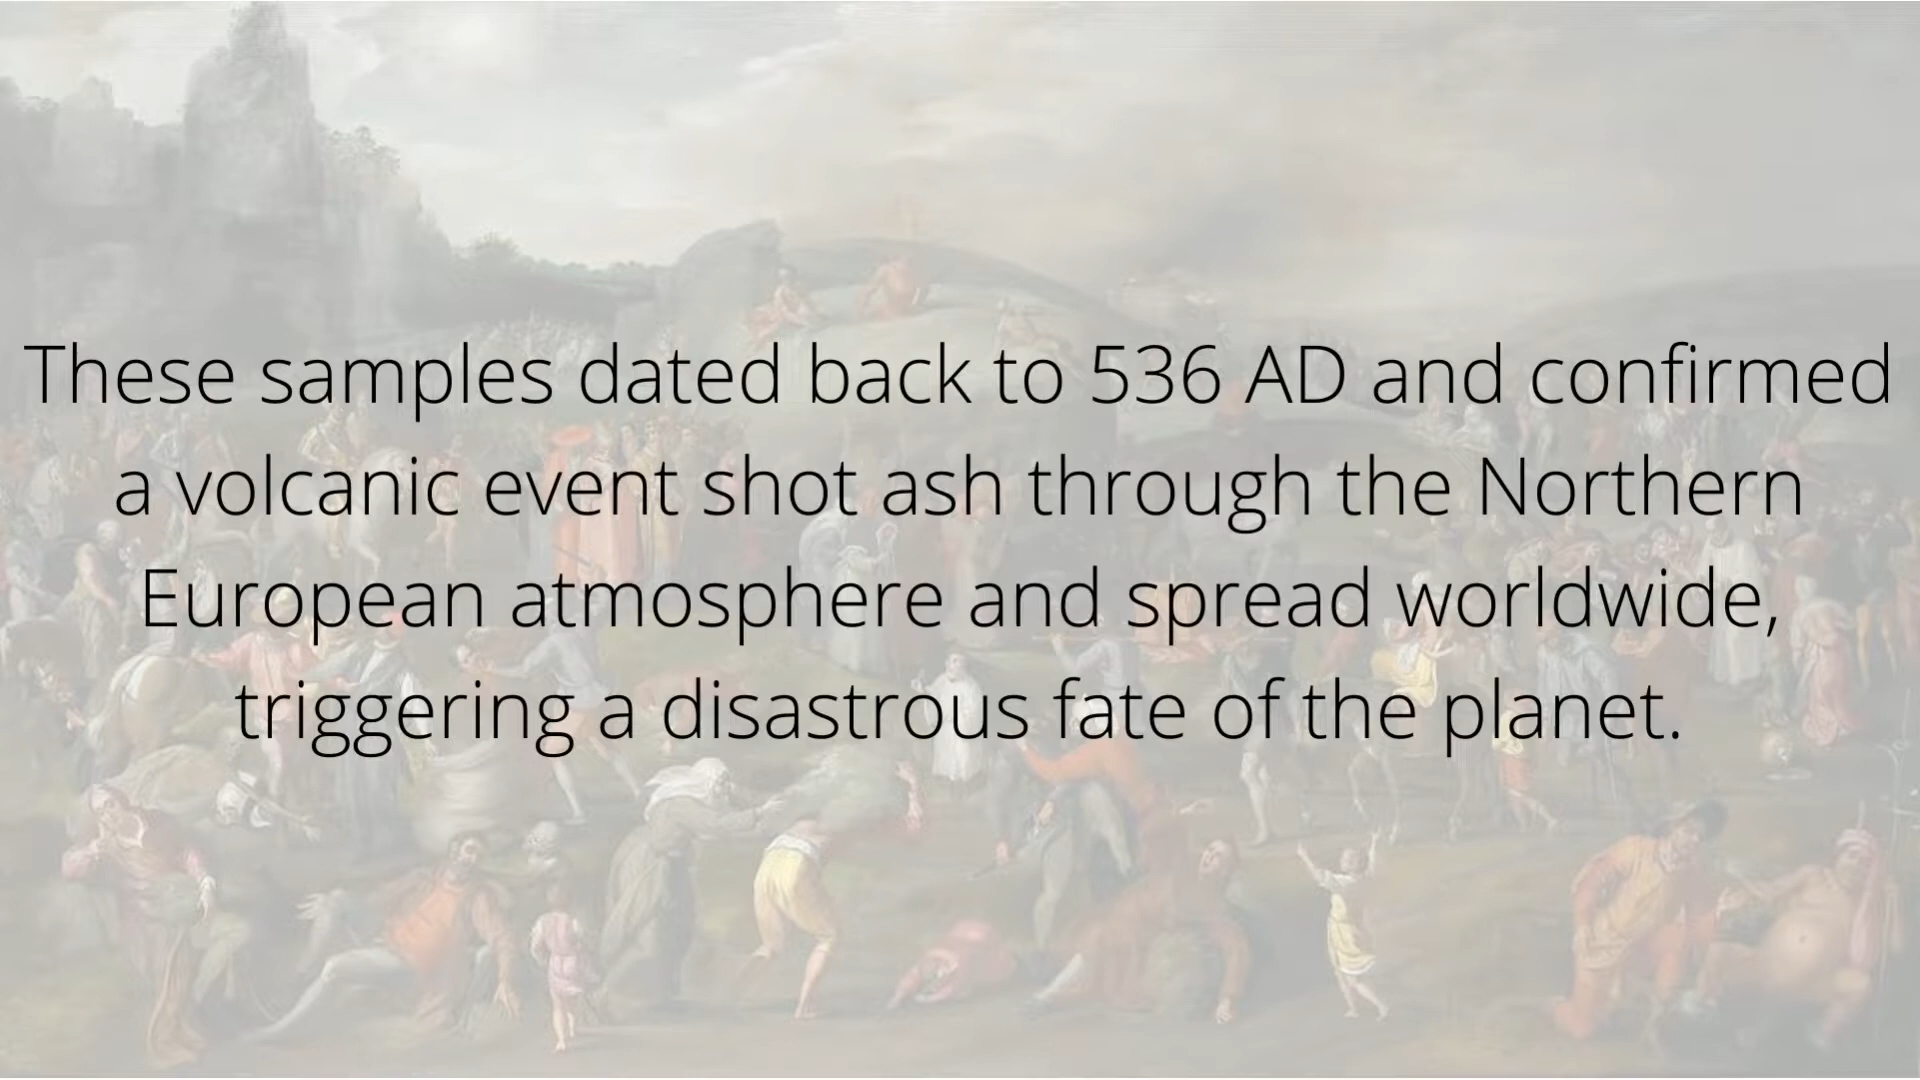 These samples dated back to 536 AD and confirmed
a volcanic event shot ash through the Northern
European atmosphere and spread worldwide,
triggering a disastrous fate of the planet.